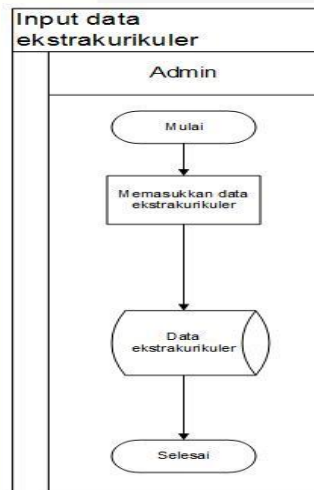 Input data
ekstrakurikuler
Admin
Mulai
Memasukkan data
ekstrakurikuler
Data
ekstrakurikuler
Selesai